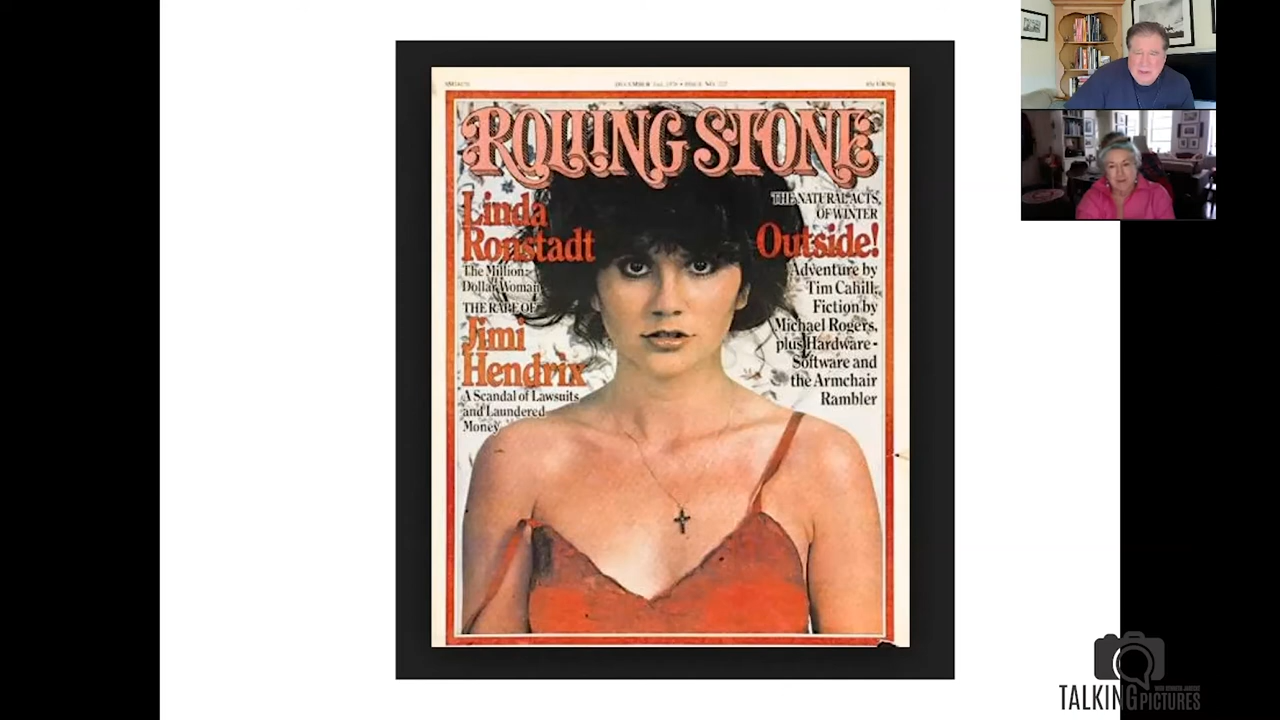 ROLLING STONE
Linda
Ronstadt
The Million-
Dollar Woman
THE RAPE OF
Jimi
Hendrix
A Scandal of Lawsuits
and Laundered
Money
THE NATURAL ACTS
OF WINTER
Outside!
Adventure by
Tim Cahill,
Fiction by
Michael Rogers,
plus Hardware-
Software and
the Armchair
Rambler
TALKING
PICTURES